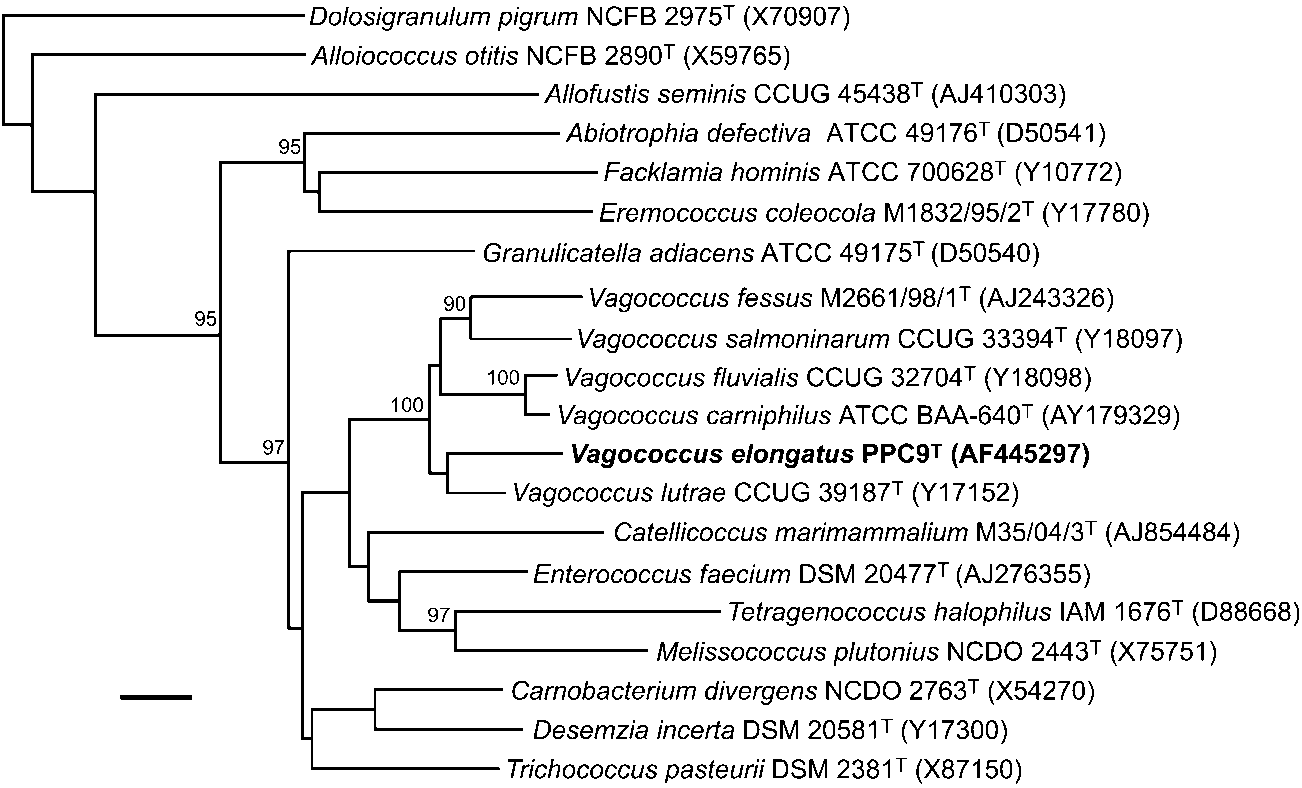 Dolosigranulum pigrum NCFB 2975ᵀ (X70907)
Alloiococcus otitis NCFB 2890ᵀ (X59765)
Allofustis seminis CCUG 45438ᵀ (AJ410303)
Abiotrophia defectiva ATCC 49176ᵀ (D50541)
95
Facklamia hominis ATCC 700628ᵀ (Y10772)
Eremococcus coleocola M1832/95/2ᵀ (Y17780)
Granulicatella adiacens ATCC 49175ᵀ (D50540)
Vagococcus fessus M2661/98/1ᵀ (AJ243326)
90
95
Vagococcus salmoninarum CCUG 33394ᵀ (Y18097)
Vagococcus fluvialis CCUG 32704ᵀ (Y18098)
100
100
Vagococcus carniphilus ATCC BAA-640ᵀ (AY179329)
97
Vagococcus elongatus PPC9ᵀ (AF445297)
Vagococcus lutrae CCUG 39187ᵀ (Y17152)
Catellicoccus marimammalium M35/04/3ᵀ (AJ854484)
Enterococcus faecium DSM 20477ᵀ (AJ276355)
97
Tetragenococcus halophilus IAM 1676ᵀ (D88668)
Melissococcus plutonius NCDO 2443ᵀ (X75751)
Carnobacterium divergens NCDO 2763ᵀ (X54270)
Desemzia incerta DSM 20581ᵀ (Y17300)
Trichococcus pasteurii DSM 2381ᵀ (X87150)